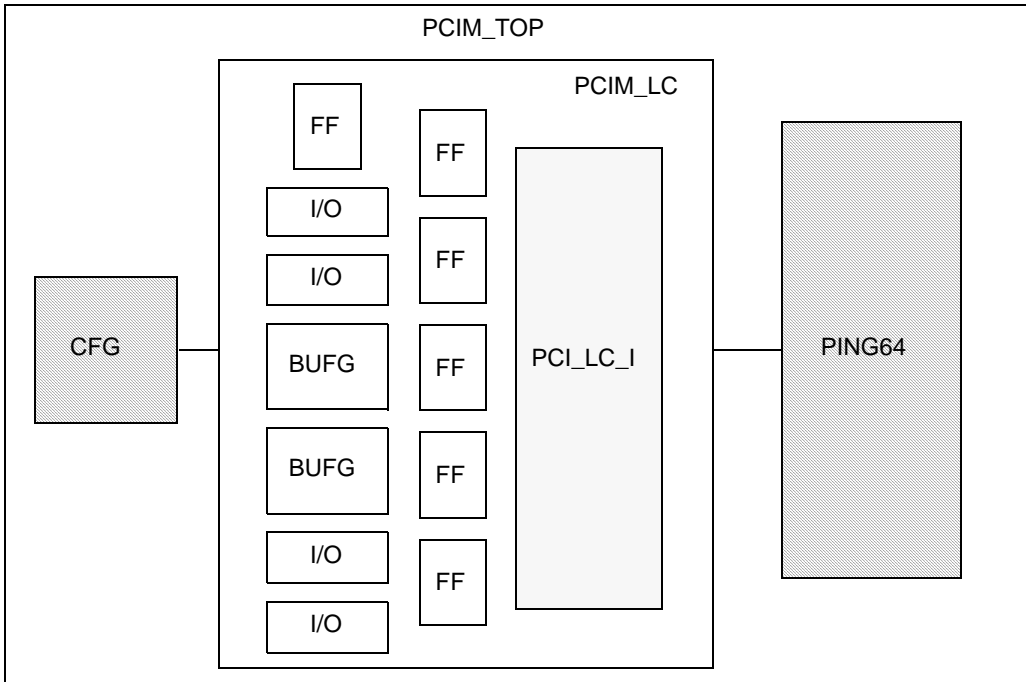 PCIM_TOP
PCIM_LC
FF
I/O
I/O
BUFG
BUFG
I/O
I/O
FF
FF
FF
FF
FF
PCI_LC_I
CFG
PING64